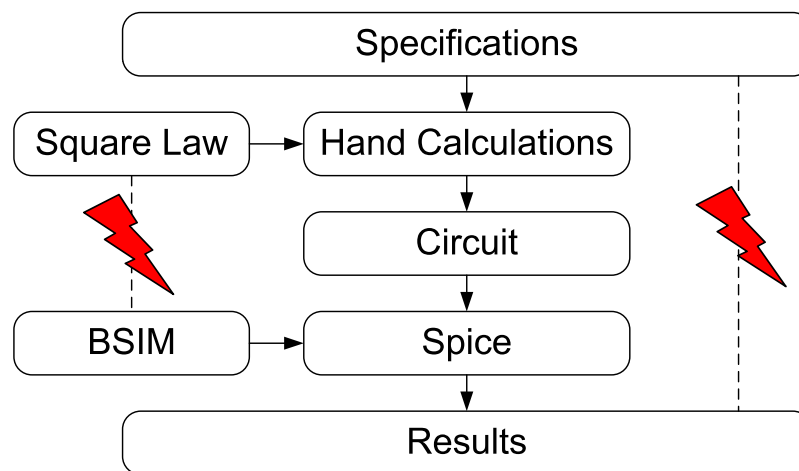 Specifications
Square Law
Hand Calculations
Circuit
BSIM
Spice
Results